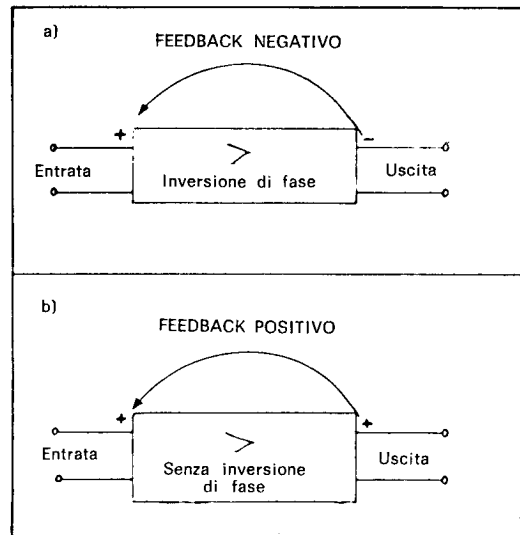 a)
FEEDBACK NEGATIVO
+ -
Entrata
>
Inversione di fase
Uscita
b)
FEEDBACK POSITIVO
+ +
Entrata
>
Senza inversione
di fase
Uscita